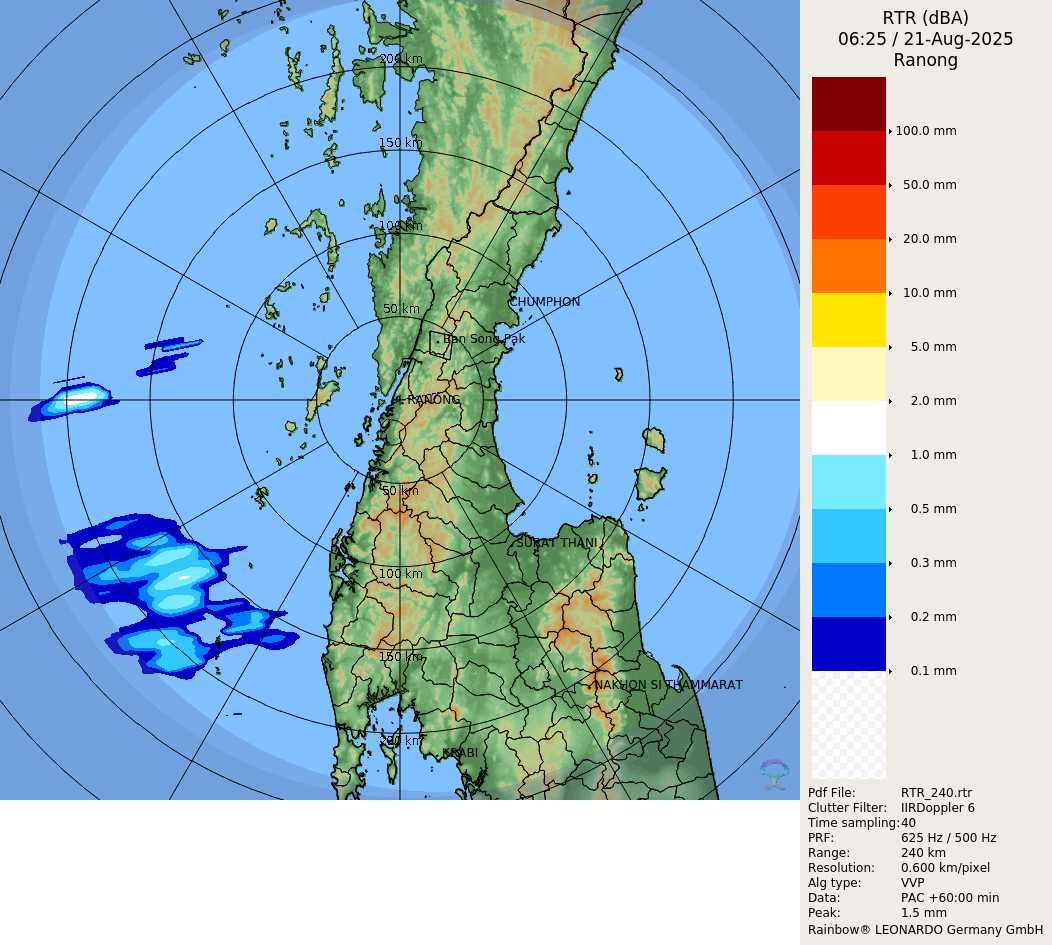 RTR (dBA)
06:25 / 21-Aug-2025
Ranong
200 km
150 km
100 km
50 km
CHUMPHON
Ban Song Pak
RANONG
50 km
SURAT THANI
100 km
150 km
NAKHON SI THAMMARAT
200 km
KRABI
100.0 mm
50.0 mm
20.0 mm
10.0 mm
5.0 mm
2.0 mm
1.0 mm
0.5 mm
0.3 mm
0.2 mm
0.1 mm
Pdf File: RTR_240.rtr
Clutter Filter: IIRDoppler 6
Time sampling:40
PRF: 625 Hz / 500 Hz
Range: 240 km
Resolution: 0.600 km/pixel
Alg type: VVP
Data: PAC +60:00 min
Peak: 1.5 mm
Rainbow® LEONARDO Germany GmbH